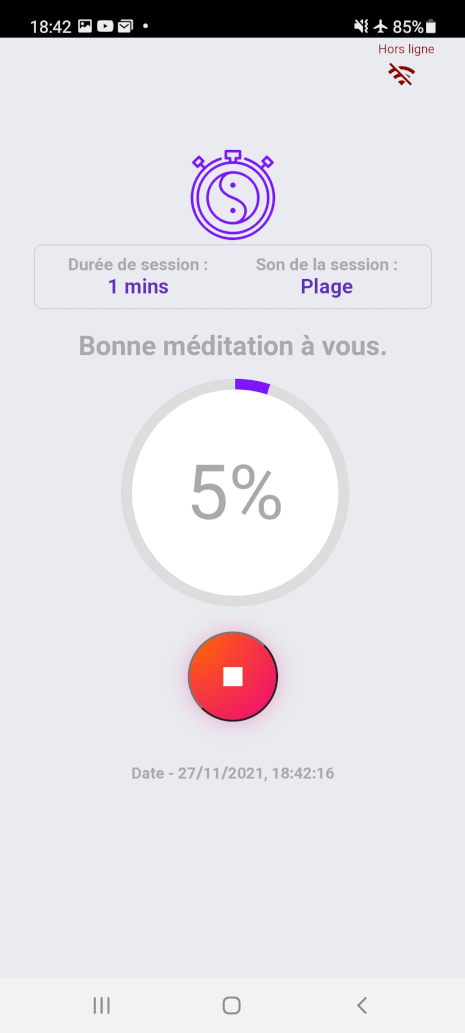 18:42 85%
Hors ligne
Durée de session : Son de la session :
1 mins Plage
Bonne méditation à vous.
5%
Date - 27/11/2021, 18:42:16